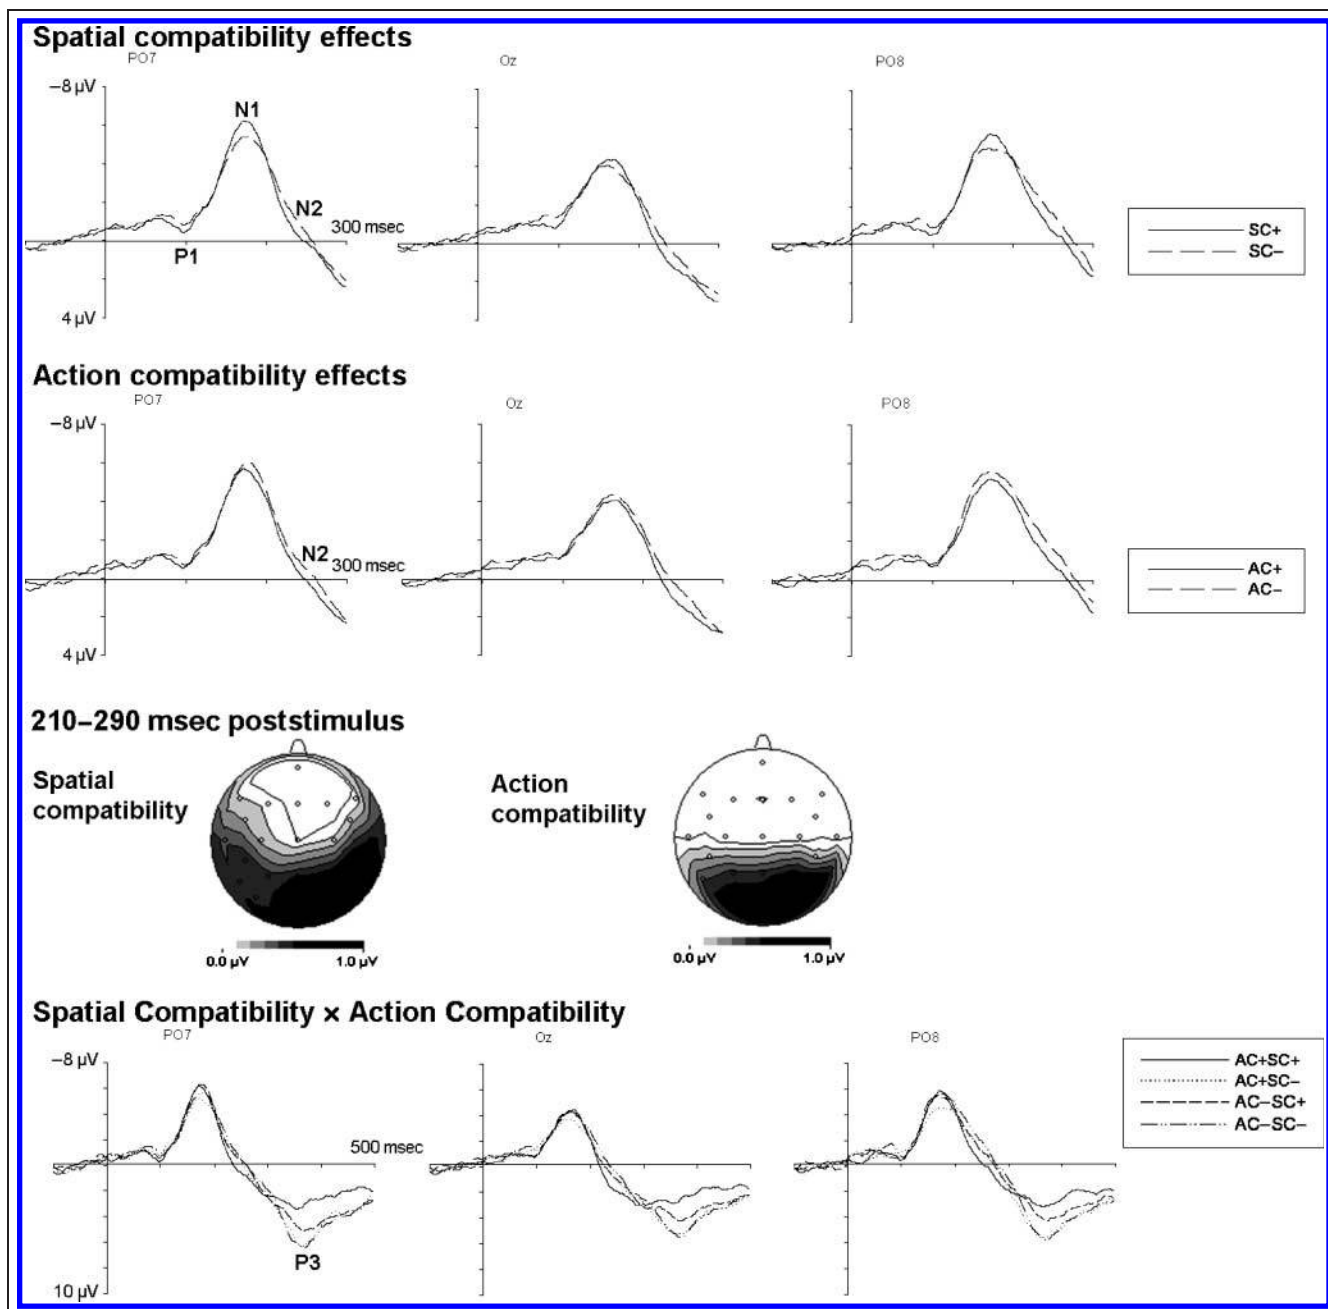 Spatial compatibility effects
PO7
Oz
PO8
−8 µV
N1
N2
300 msec
P1
4 µV
SC+
SC−
Action compatibility effects
PO7
Oz
PO8
−8 µV
N2
300 msec
4 µV
AC+
AC−
210–290 msec poststimulus
Spatial
compatibility
Action
compatibility
0.0 µV 1.0 µV
0.0 µV 1.0 µV
Spatial Compatibility × Action Compatibility
PO7
Oz
PO8
−8 µV
500 msec
P3
10 µV
AC+SC+
AC+SC−
AC−SC+
AC−SC−